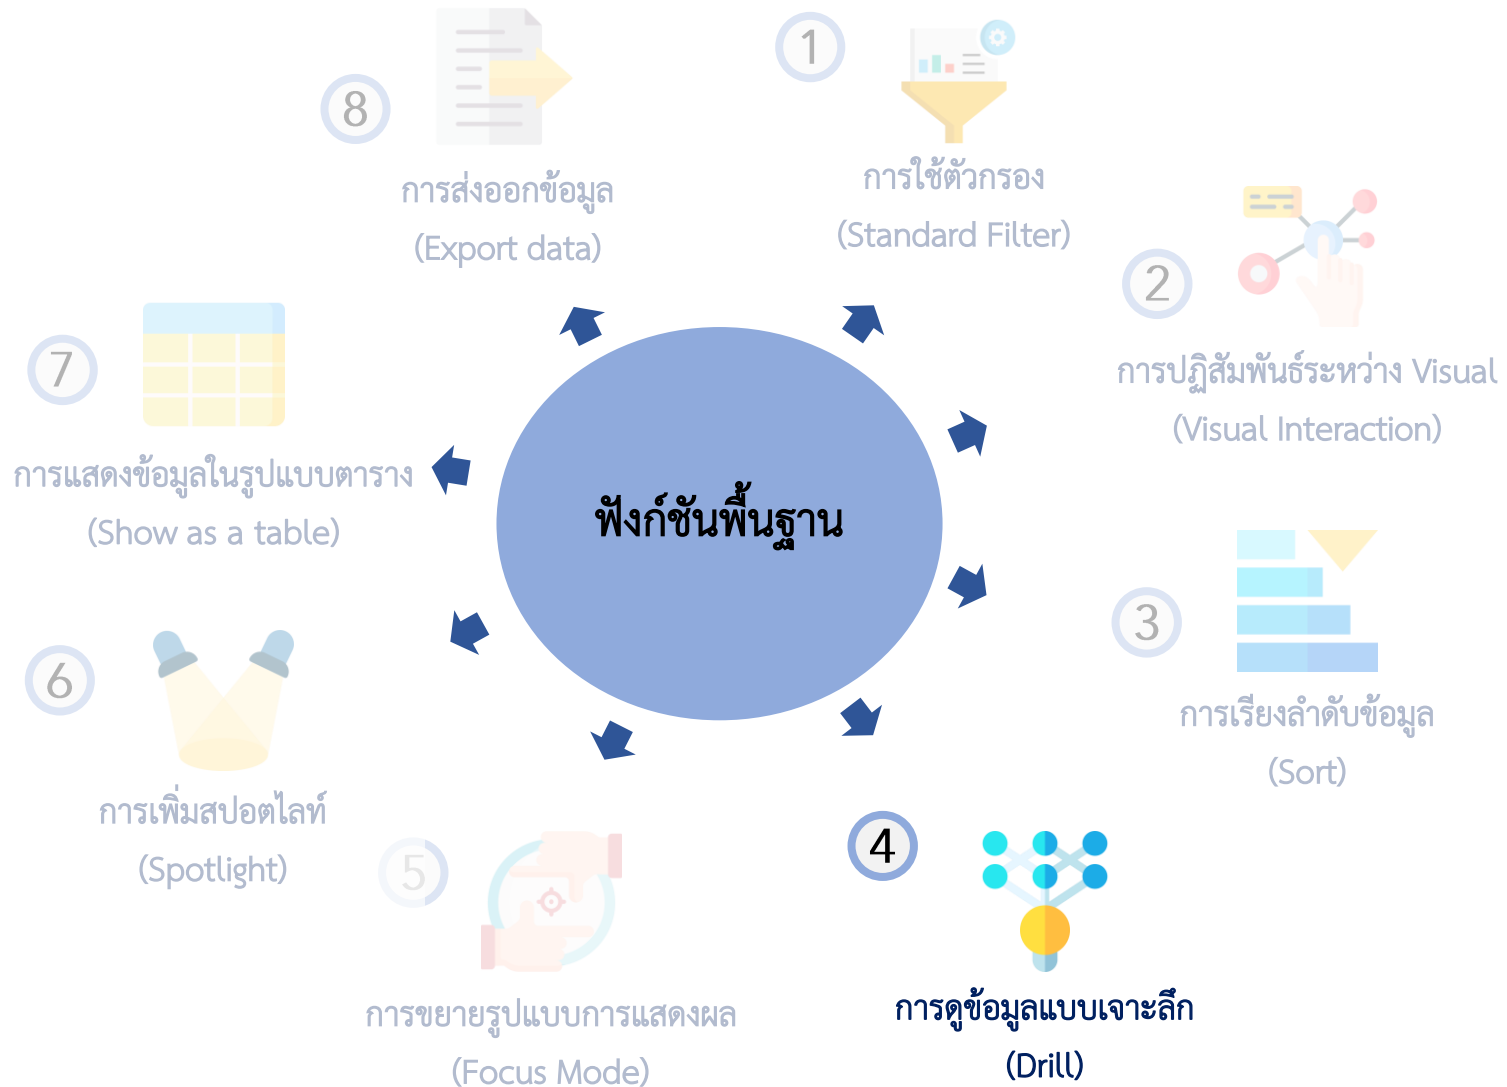 1
การใช้ตัวกรอง
(Standard Filter)
2
การปฏิสัมพันธ์ระหว่าง Visual
(Visual Interaction)
3
การเรียงลำดับข้อมูล
(Sort)
4
การดูข้อมูลแบบเจาะลึก
(Drill)
5
การขยายรูปแบบการแสดงผล
(Focus Mode)
6
การเพิ่มสปอตไลท์
(Spotlight)
7
การแสดงข้อมูลในรูปแบบตาราง
(Show as a table)
8
การส่งออกข้อมูล
(Export data)
ฟังก์ชันพื้นฐาน